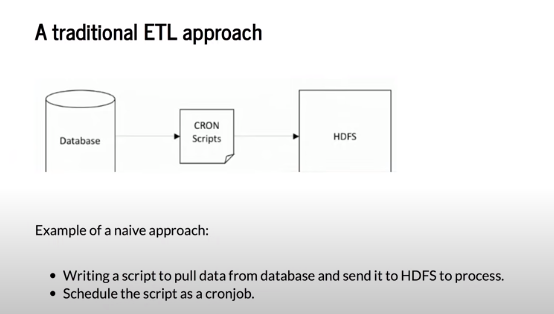 A traditional ETL approach
Database
CRON
Scripts
HDFS
Example of a naive approach:
• Writing a script to pull data from database and send it to HDFS to process.
• Schedule the script as a cronjob.